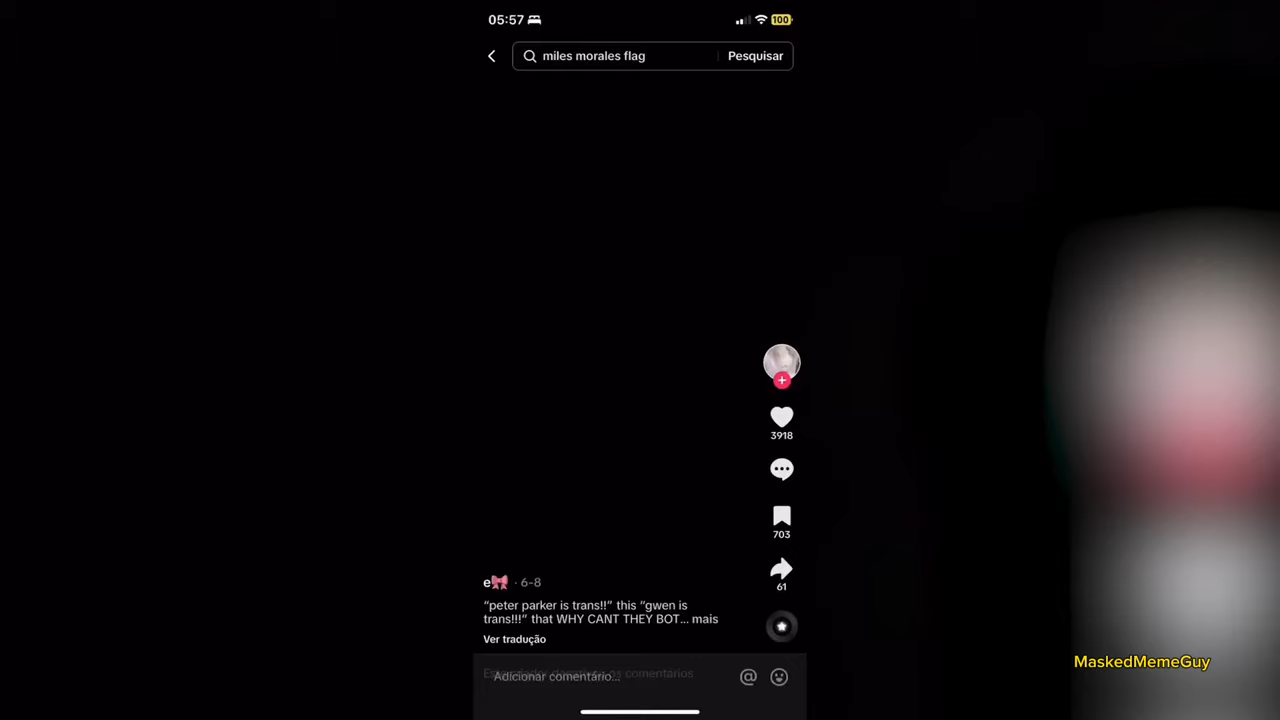 05:57
100
miles morales flag
Pesquisar
3918
703
61
e · 6-8
“peter parker is trans!!” this “gwen is
trans!!!” that WHY CANT THEY BOT... mais
Ver tradução
Adicionar comentário...
MaskedMemeGuy